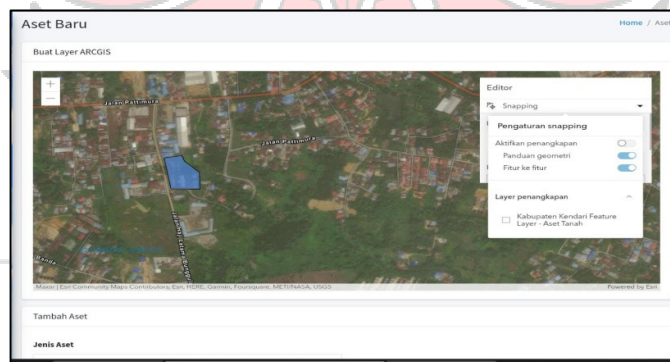 Aset Baru
Home / Aset
Buat Layer ARCGIS
+
−
Jalan Pattimura
Jalan Pattimura
Editor
Snapping
Pengaturan snapping
Aktifkan penangkapan
Panduan geometri
Fitur ke fitur
Layer penangkapan
Kabupaten Kendari Feature
Layer - Aset Tanah
Maxar | Esri Community Maps Contributors, Esri, HERE, Garmin, Foursquare, METI/NASA, USGS
Powered by Esri
Tambah Aset
Jenis Aset